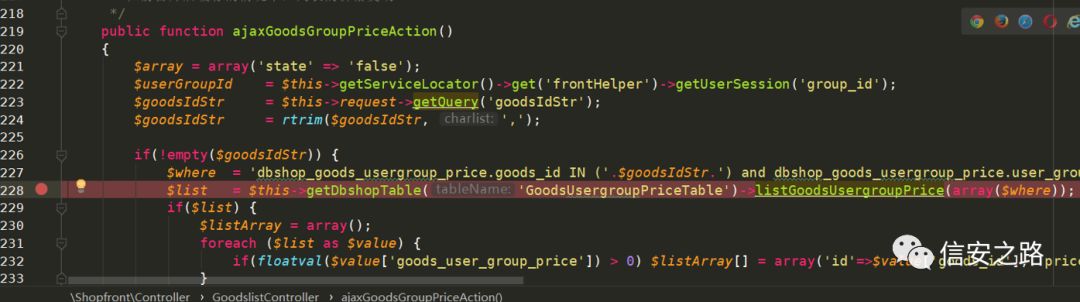 218 */
219 public function ajaxGoodsGroupPriceAction()
220 {
221 $array = array('state' => 'false');
222 $userGroupId = $this->getServiceLocator()->get('frontHelper')->getUserSession('group_id');
223 $goodsIdStr = $this->request->getQuery('goodsIdStr');
224 $goodsIdStr = rtrim($goodsIdStr, charlist: ',');
225
226 if(!empty($goodsIdStr)) {
227 $where = 'dbshop_goods_usergroup_price.goods_id IN ('.$goodsIdStr.') and dbshop_goods_usergroup_price.user_grou
228 $list = $this->getDbshopTable( tableName: 'GoodsUsergroupPriceTable')->listGoodsUsergroupPrice(array($where));
229 if($list) {
230 $listArray = array();
231 foreach ($list as $value) {
232 if(floatval($value['goods_user_group_price']) > 0) $listArray[] = array('id'=>$value
233 }
信安之路
\Shopfront\Controller › GoodslistController › ajaxGoodsGroupPriceAction()